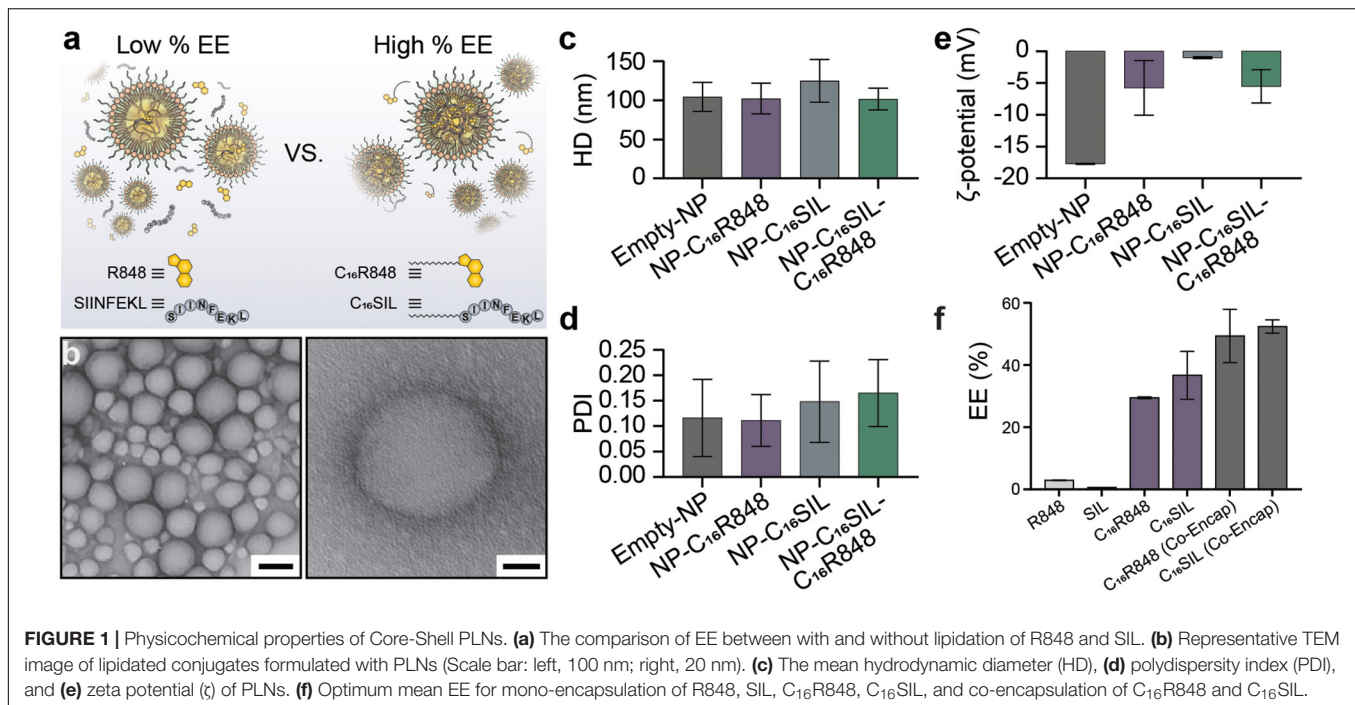 a
Low % EE
High % EE
VS.
R848 ≡
C₁₆R848 ≡
SIINFEKL ≡
S I I N F E K L
C₁₆SIL ≡
S I I N F E K L
b
c
HD (nm)
150
100
50
0
Empty-NP
NP-C₁₆R848
NP-C₁₆SIL
NP-C₁₆SIL-
C₁₆R848
d
PDI
0.25
0.20
0.15
0.10
0.05
0.00
Empty-NP
NP-C₁₆R848
NP-C₁₆SIL
NP-C₁₆SIL-
C₁₆R848
e
ζ-potential (mV)
0
-5
-10
-15
-20
Empty-NP
NP-C₁₆R848
NP-C₁₆SIL
NP-C₁₆SIL-
C₁₆R848
f
EE (%)
60
40
20
0
R848
SIL
C₁₆R848
C₁₆SIL
C₁₆R848 (Co-Encap)
C₁₆SIL (Co-Encap)
FIGURE 1 | Physicochemical properties of Core-Shell PLNs. (a) The comparison of EE between with and without lipidation of R848 and SIL. (b) Representative TEM
image of lipidated conjugates formulated with PLNs (Scale bar: left, 100 nm; right, 20 nm). (c) The mean hydrodynamic diameter (HD), (d) polydispersity index (PDI),
and (e) zeta potential (ζ) of PLNs. (f) Optimum mean EE for mono-encapsulation of R848, SIL, C₁₆R848, C₁₆SIL, and co-encapsulation of C₁₆R848 and C₁₆SIL.